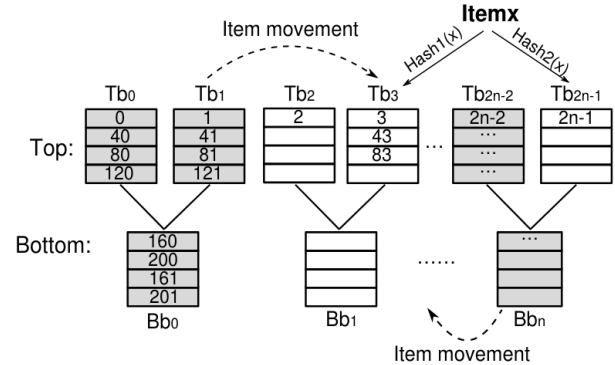 Itemx
Item movement
Hash1(x) Hash2(x)
Tb0 Tb1 Tb2 Tb3 Tb2n-2 Tb2n-1
Top:
0 1 2 3 2n-2 2n-1
40 41 43 ...
80 81 83 ... ...
120 121 ...
Bottom:
160 ...
200
161 ......
201
Bb0 Bb1 Bbn
Item movement